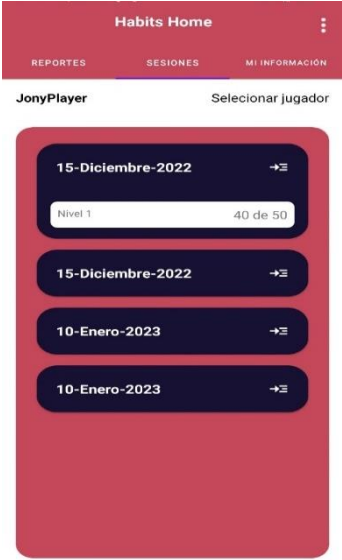 Habits Home
REPORTES SESIONES MI INFORMACIÓN
JonyPlayer Selecionar jugador
15-Diciembre-2022
Nivel 1 40 de 50
15-Diciembre-2022
10-Enero-2023
10-Enero-2023